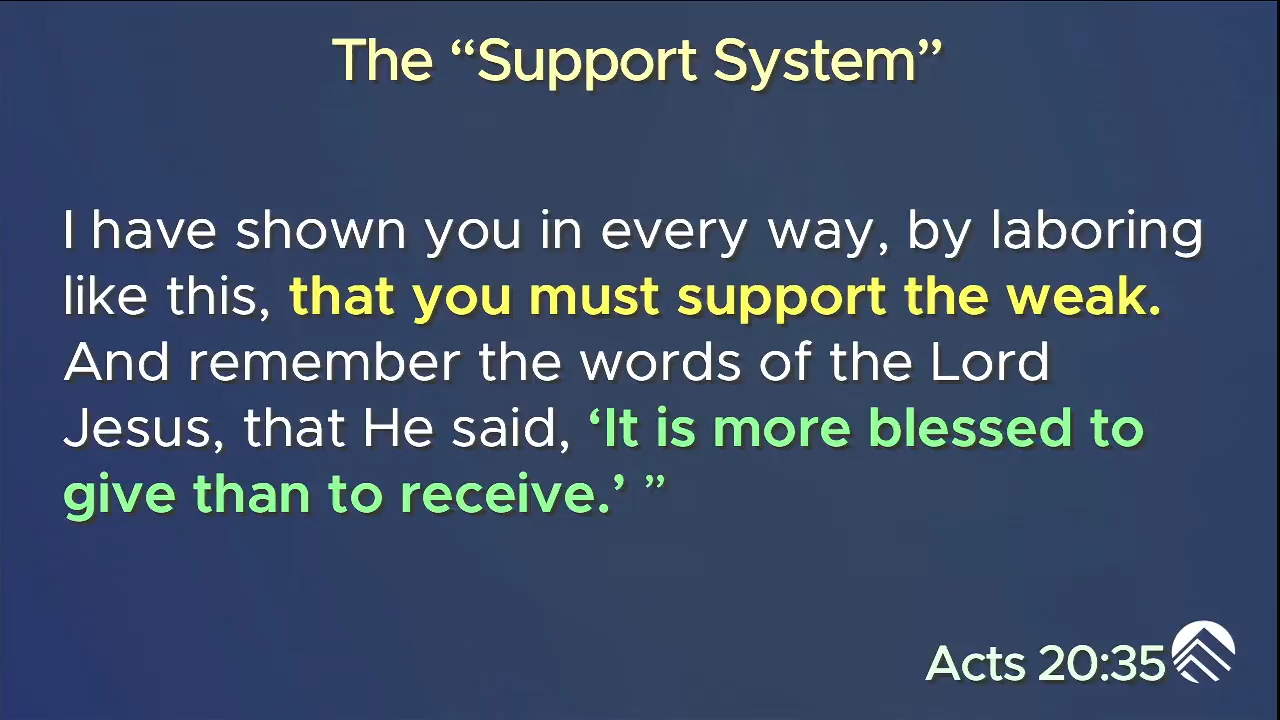 The “Support System”
I have shown you in every way, by laboring
like this, that you must support the weak.
And remember the words of the Lord
Jesus, that He said, ‘It is more blessed to
give than to receive.’ ”
Acts 20:35